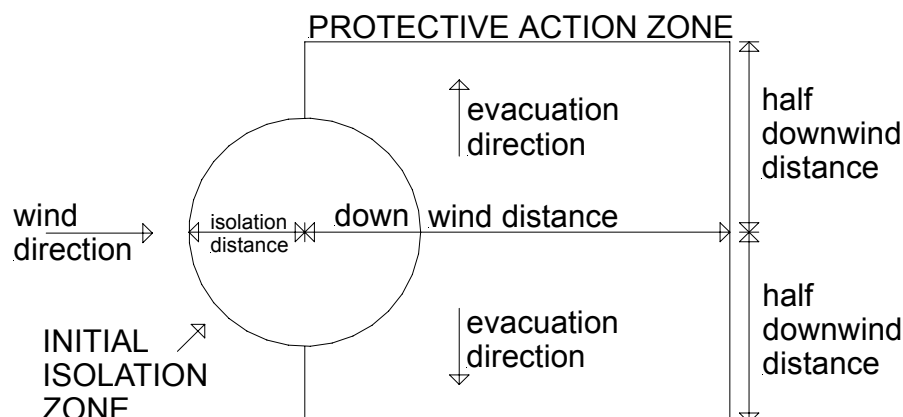 PROTECTIVE ACTION ZONE
evacuation
direction
half
downwind
distance
wind
direction
isolation
distance
down wind distance
evacuation
direction
half
downwind
distance
INITIAL
ISOLATION
ZONE